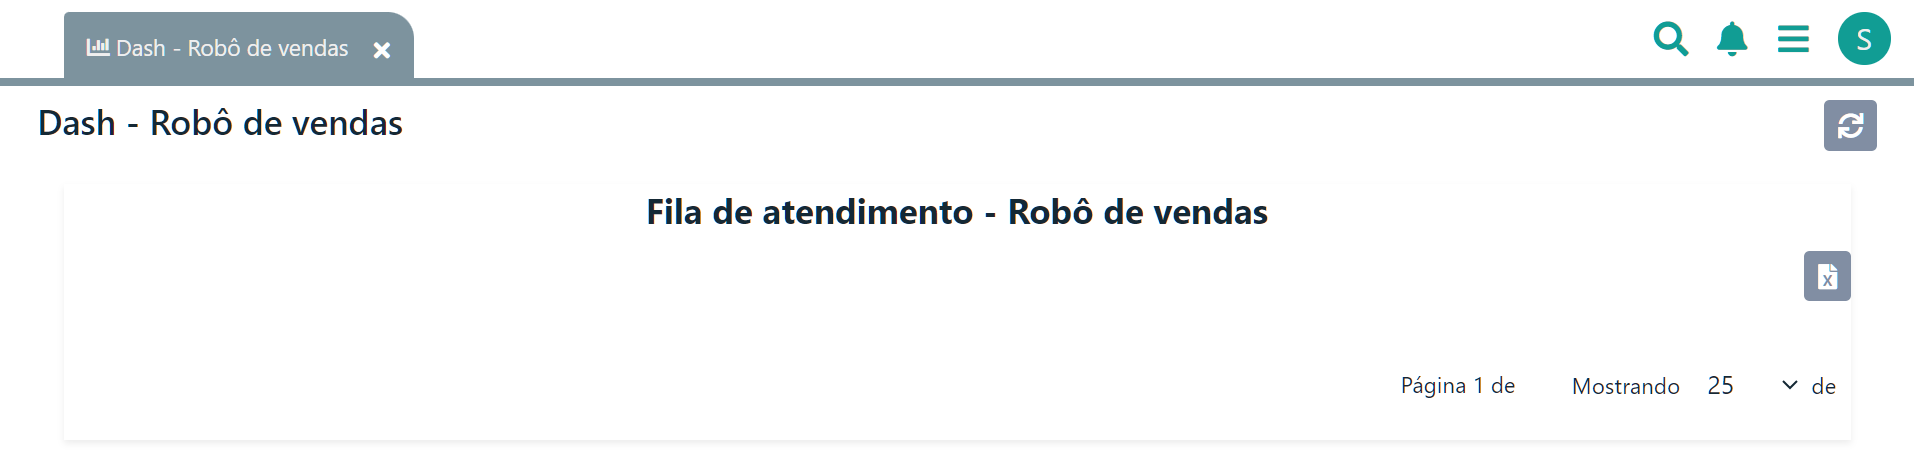 Dash - Robô de vendas
S
Dash - Robô de vendas
Fila de atendimento - Robô de vendas
X
Página 1 de Mostrando 25 de